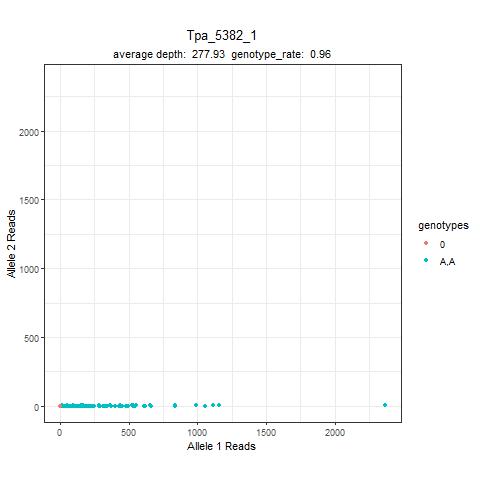 Tpa_5382_1
average depth: 277.93 genotype_rate: 0.96
2000
1500
1000
500
0
Allele 2 Reads
0
500
1000
1500
2000
Allele 1 Reads
genotypes
0
A,A